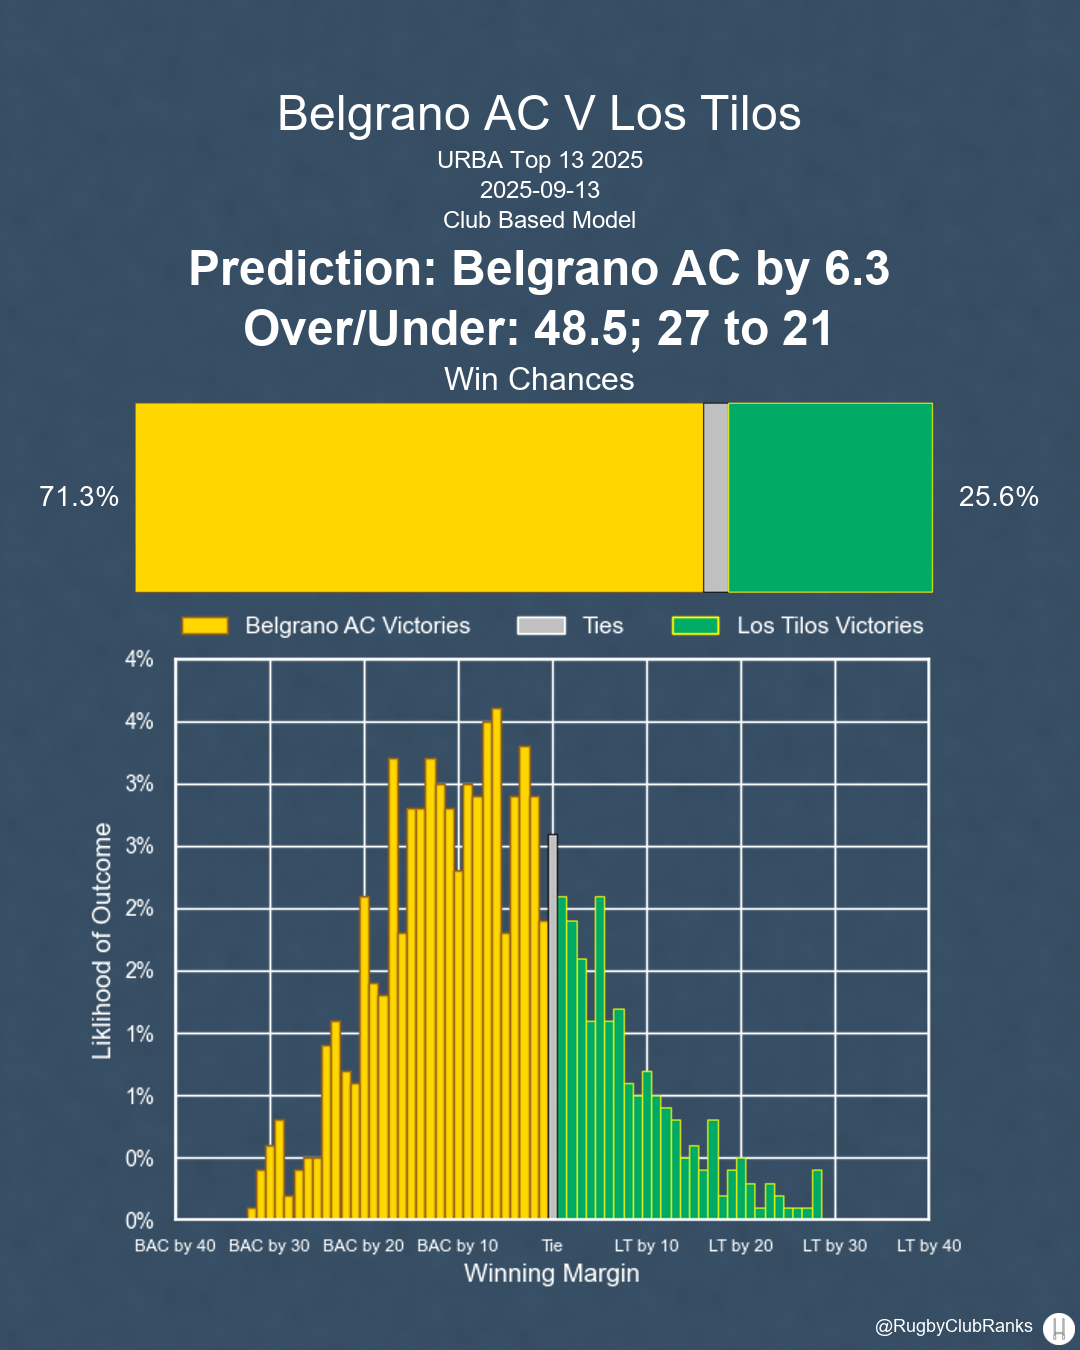 Belgrano AC V Los Tilos
URBA Top 13 2025
2025-09-13
Club Based Model
Prediction: Belgrano AC by 6.3
Over/Under: 48.5; 27 to 21
Win Chances
71.3%
25.6%
Belgrano AC Victories
Ties
Los Tilos Victories
4%
4%
3%
3%
2%
2%
1%
1%
0%
0%
Liklihood of Outcome
BAC by 40
BAC by 30
BAC by 20
BAC by 10
Tie
LT by 10
LT by 20
LT by 30
LT by 40
Winning Margin
@RugbyClubRanks